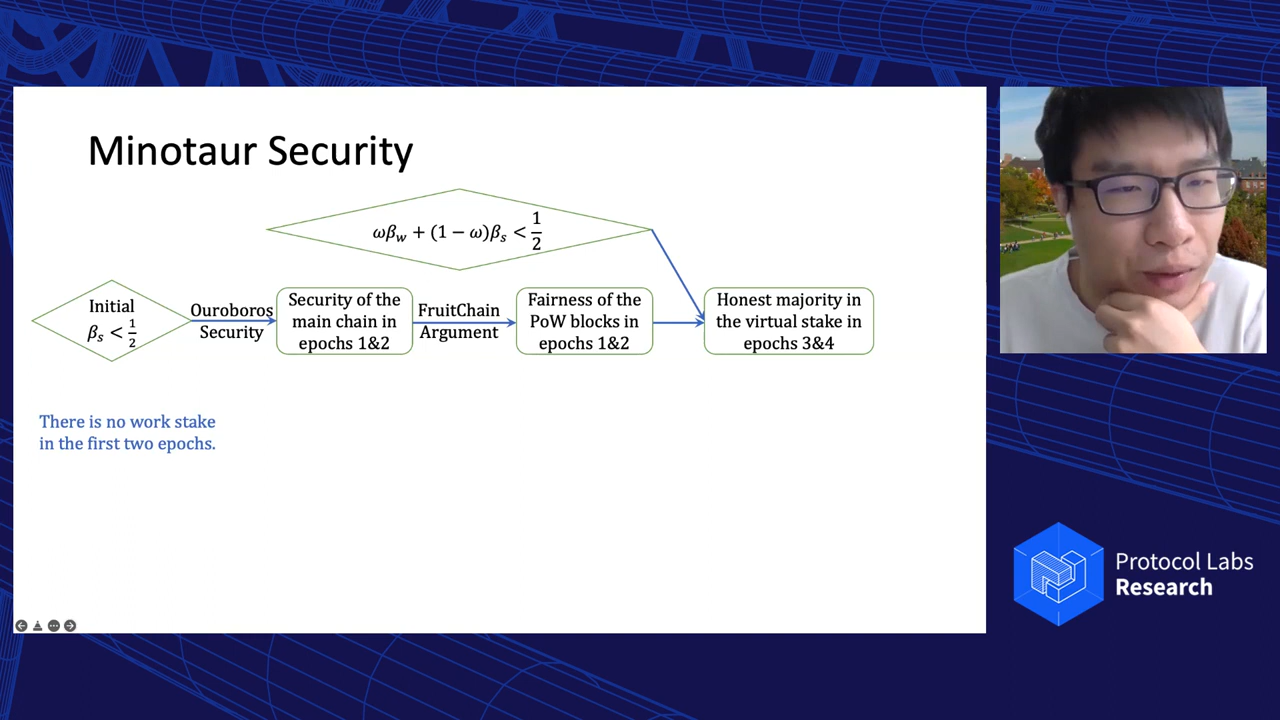 Minotaur Security
ωβ_w + (1 − ω)β_s < 1/2
Initial
β_s < 1/2
Ouroboros
Security
Security of the
main chain in
epochs 1&2
FruitChain
Argument
Fairness of the
PoW blocks in
epochs 1&2
Honest majority in
the virtual stake in
epochs 3&4
There is no work stake
in the first two epochs.
Protocol Labs
Research